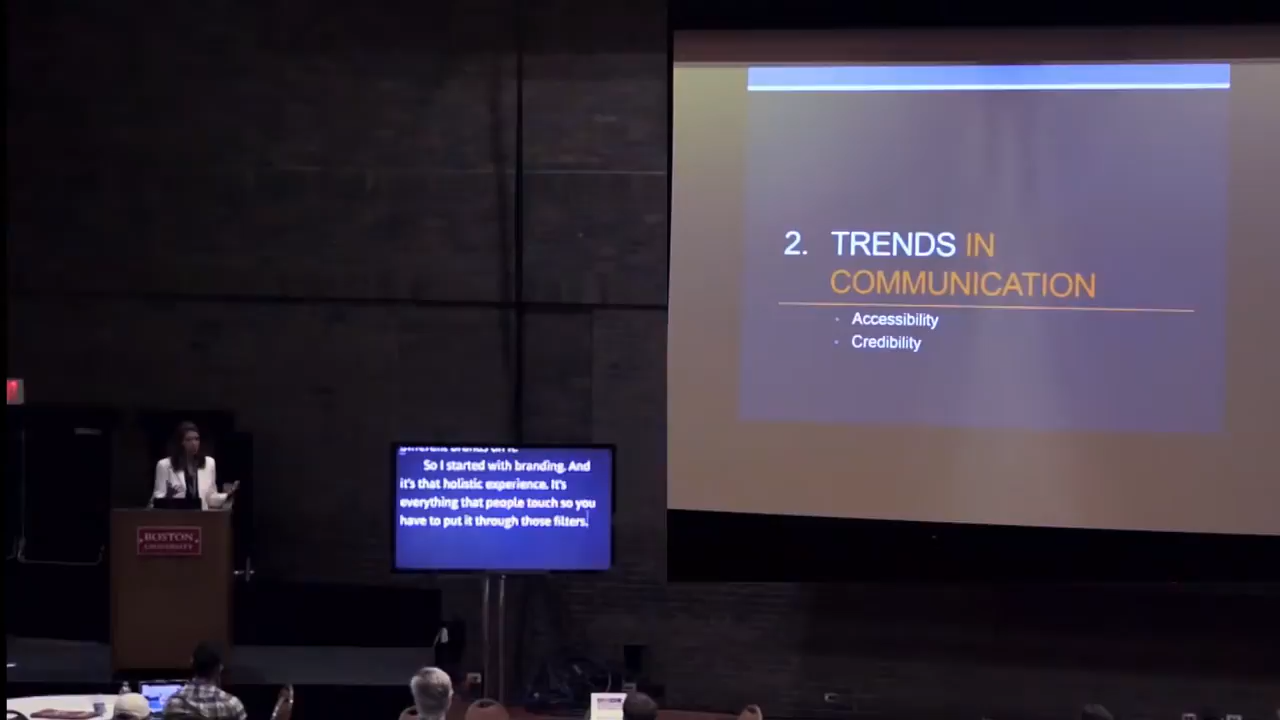 2. TRENDS IN
COMMUNICATION
Accessibility
Credibility
So I started with branding. And
it's that holistic experience. It's
everything that people touch so you
have to put it through those filters.
BOSTON
UNIVERSITY